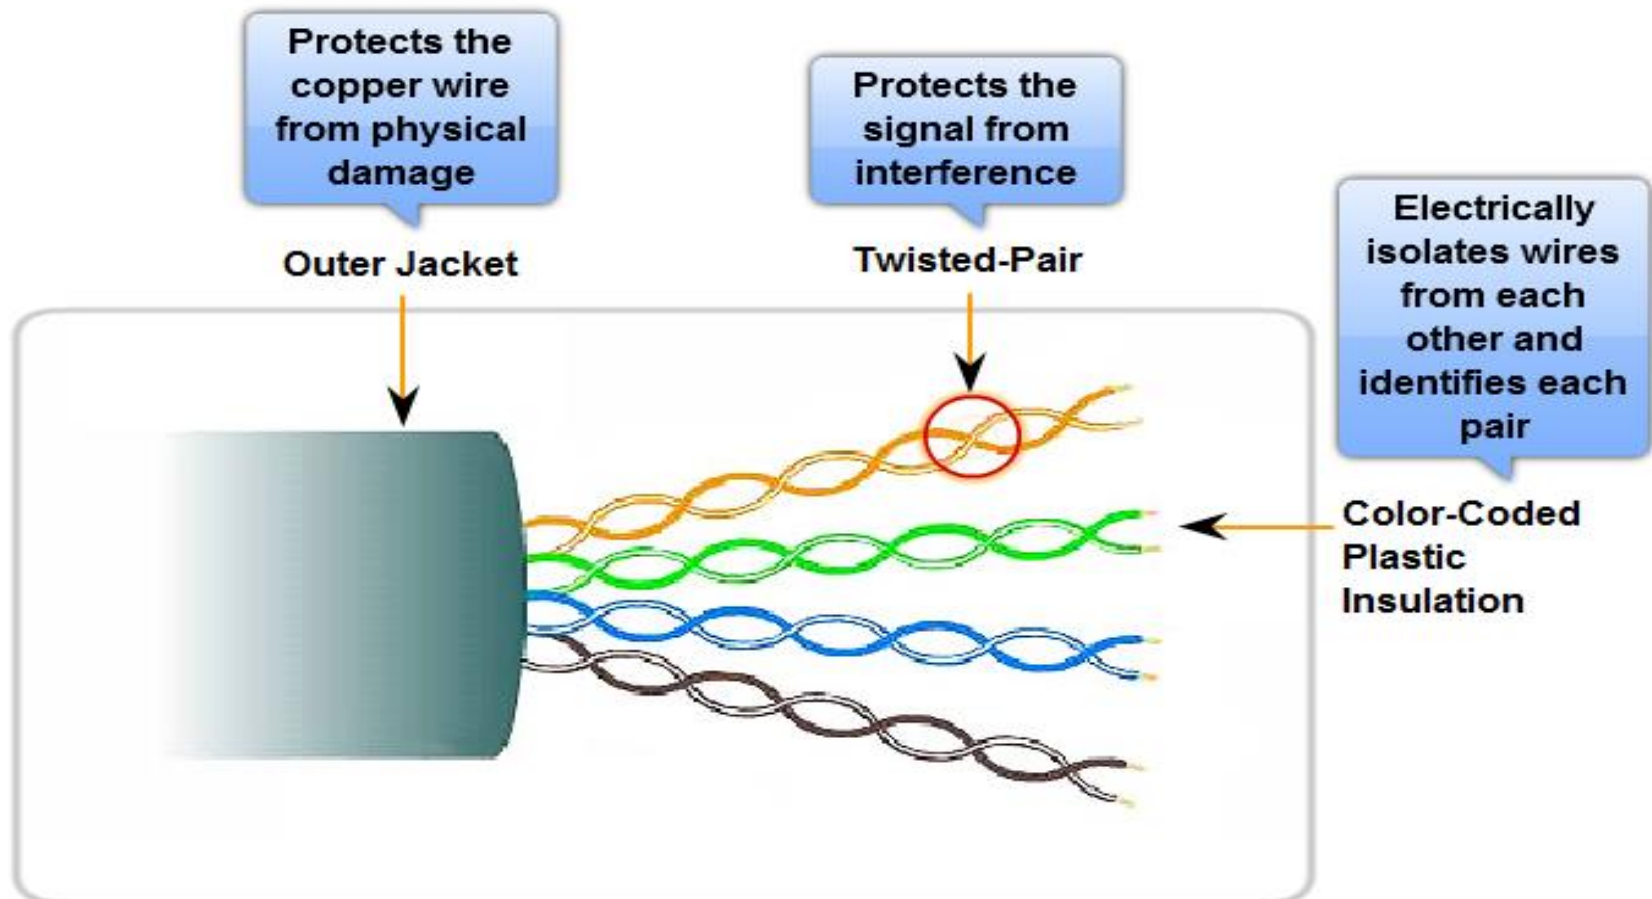 Protects the
copper wire
from physical
damage
Outer Jacket
Protects the
signal from
interference
Twisted-Pair
Electrically
isolates wires
from each
other and
identifies each
pair
Color-Coded
Plastic
Insulation